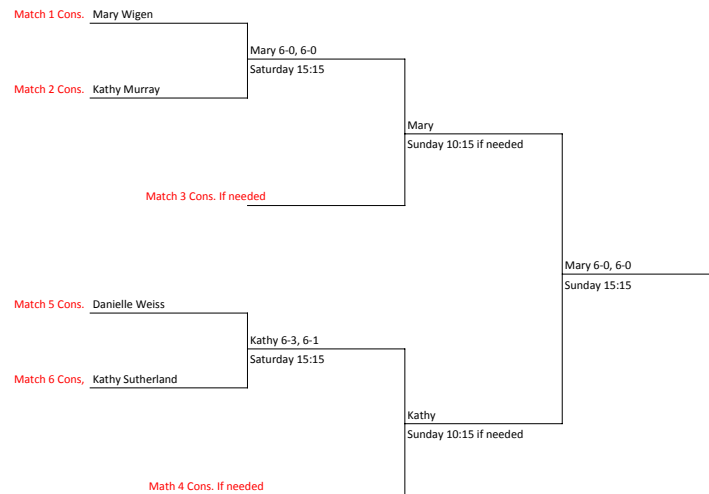 Match 1 Cons. Mary Wigen
Mary 6-0, 6-0
Saturday 15:15
Match 2 Cons. Kathy Murray
Mary
Sunday 10:15 if needed
Match 3 Cons. If needed
Mary 6-0, 6-0
Sunday 15:15
Match 5 Cons. Danielle Weiss
Kathy 6-3, 6-1
Saturday 15:15
Match 6 Cons, Kathy Sutherland
Kathy
Sunday 10:15 if needed
Math 4 Cons. If needed